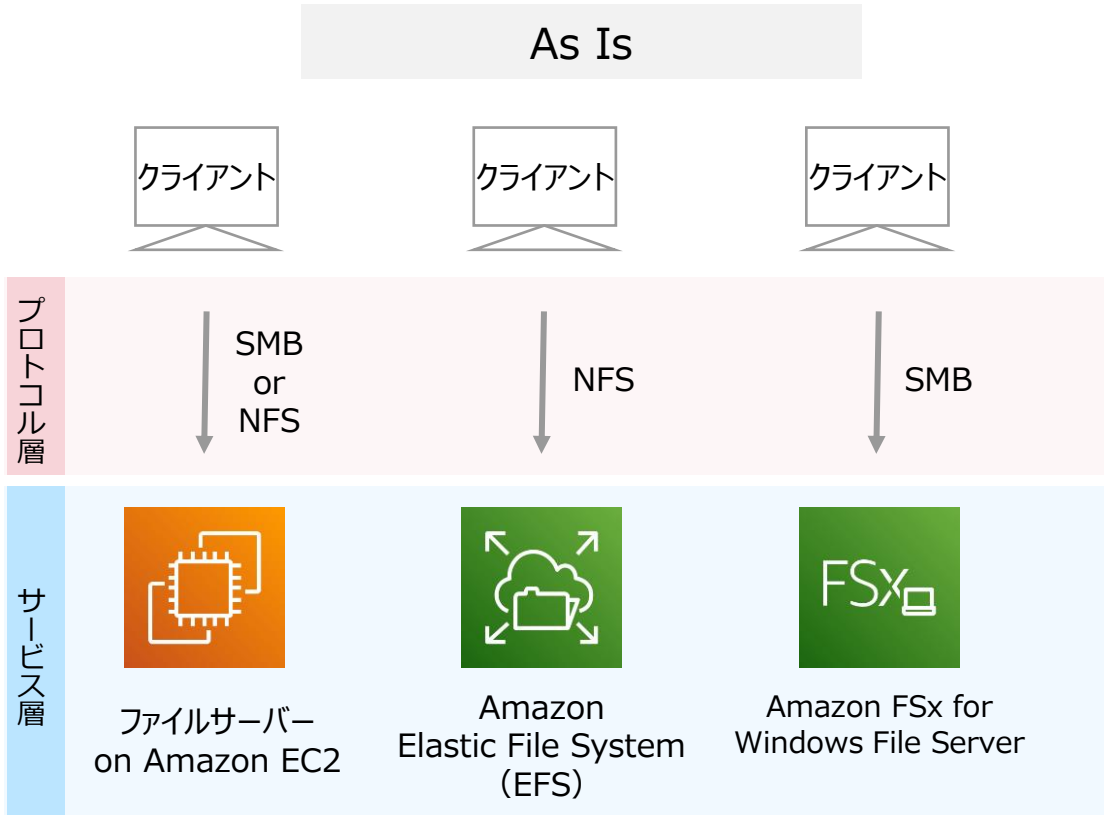 As Is
クライアント
クライアント
クライアント
プロトコル層
SMB
or
NFS
NFS
SMB
サービス層
FSx
ファイルサーバー
on Amazon EC2
Amazon
Elastic File System
（EFS）
Amazon FSx for
Windows File Server